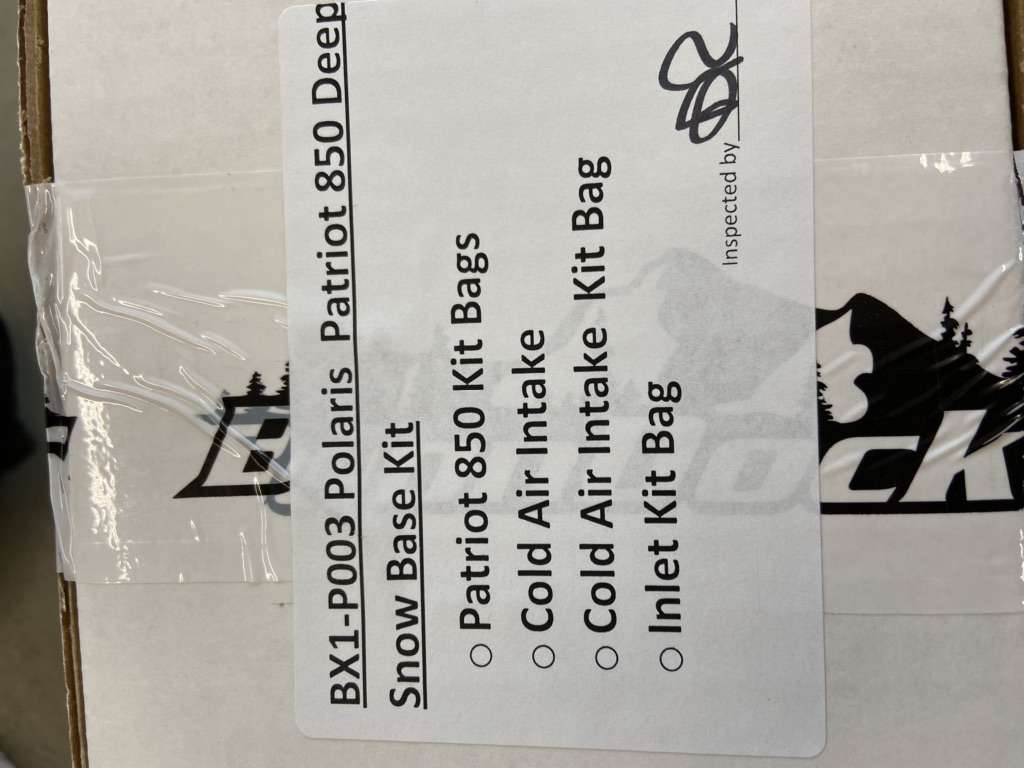 BX1-P003 Polaris Patriot 850 Deep
Snow Base Kit
○ Patriot 850 Kit Bags
○ Cold Air Intake
○ Cold Air Intake Kit Bag
○ Inlet Kit Bag
Inspected by